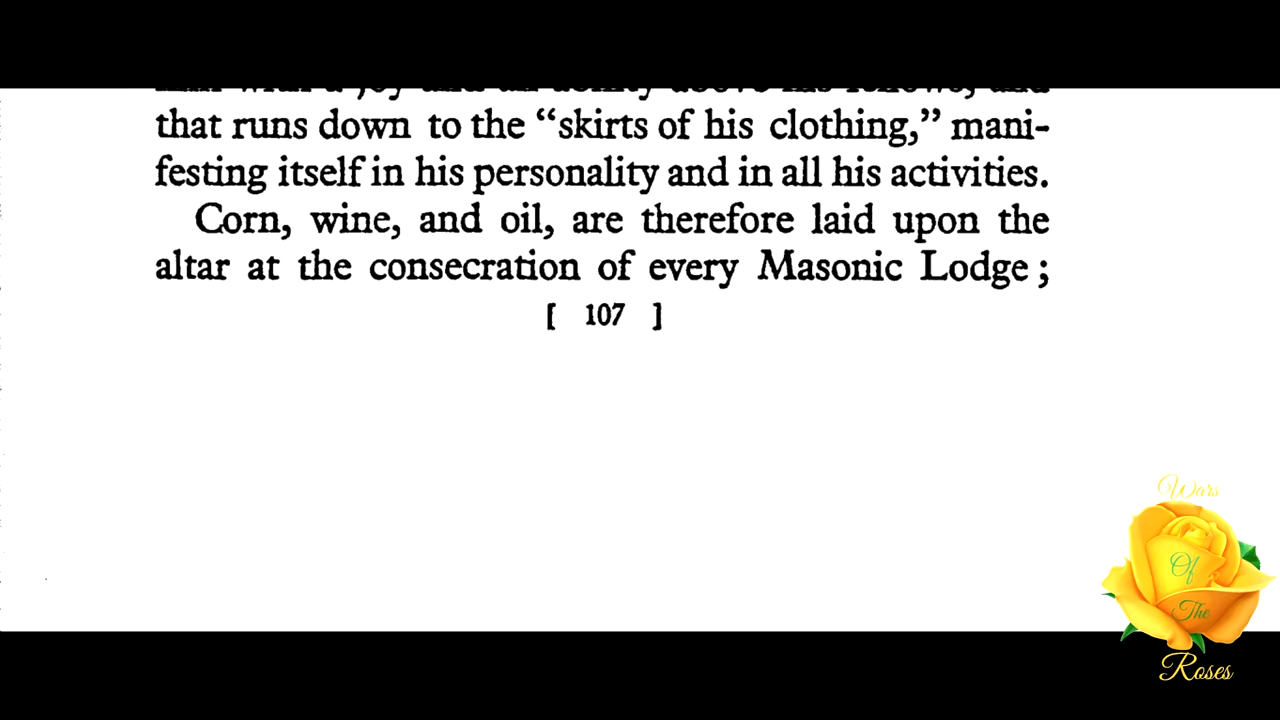 that runs down to the “skirts of his clothing,” mani-
festing itself in his personality and in all his activities.
Corn, wine, and oil, are therefore laid upon the
altar at the consecration of every Masonic Lodge ;
[ 107 ]
Wars
Of
The
Roses